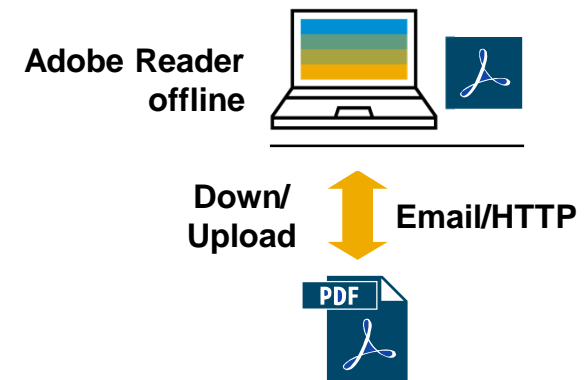 Adobe Reader
offline
Down/
Upload
Email/HTTP
PDF